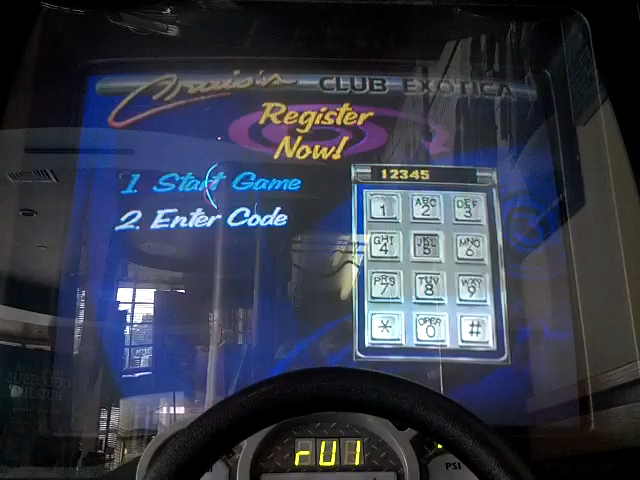 Cruis'n CLUB EXOTICA
Register
Now!
1. Start Game
2. Enter Code
12345
1
ABC
2
DEF
3
GHI
4
JKL
5
MNO
6
PRS
7
TUV
8
WXY
9
*
OPER
0
#
rU1
PSI